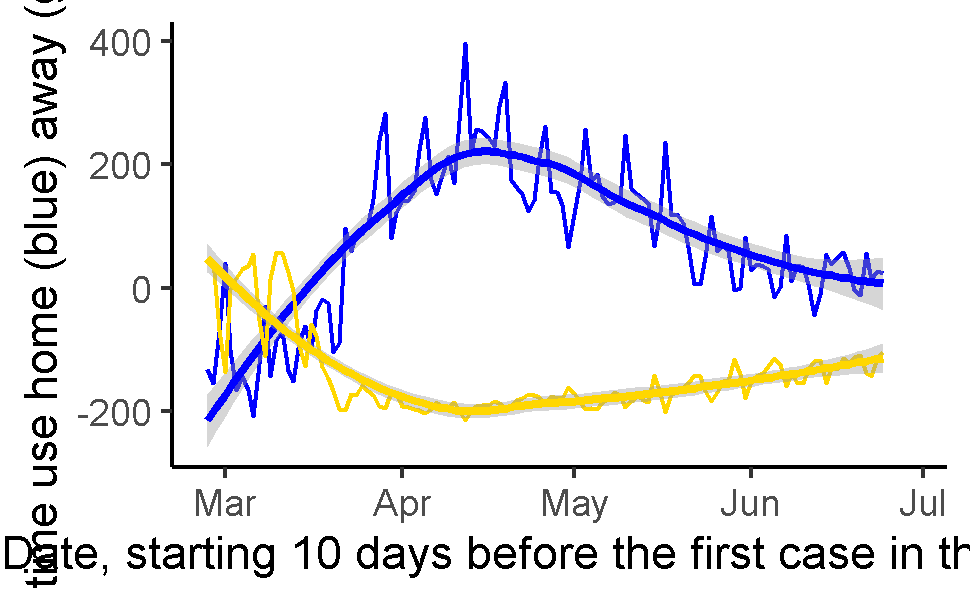 time use home (blue) away (
400
200
0
-200
Mar Apr May Jun Jul
Date, starting 10 days before the first case in th